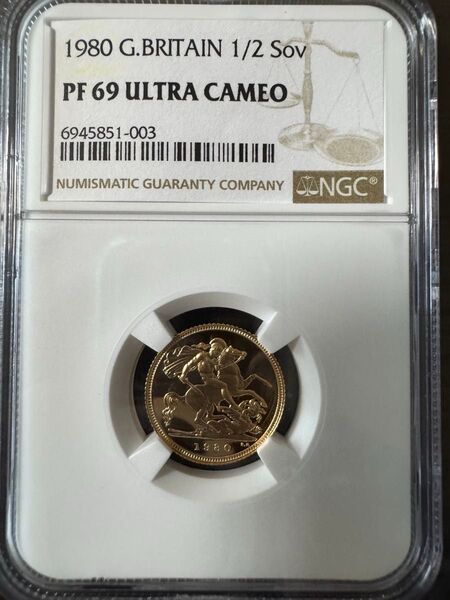 1980 G.BRITAIN 1/2 Sov
PF 69 ULTRA CAMEO
6945851-003
NUMISMATIC GUARANTY COMPANY
NGC®
1980